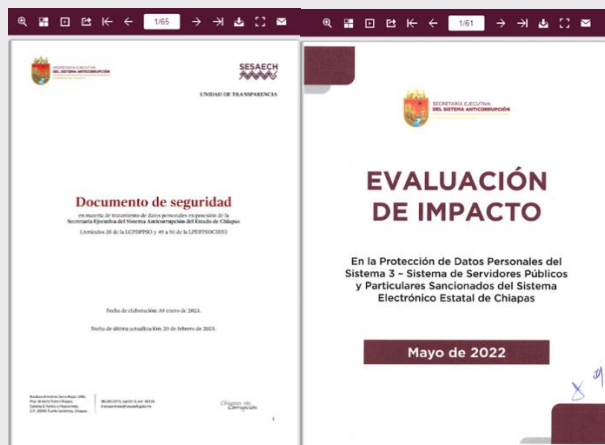 1/65
SECRETARÍA EJECUTIVA
DEL SISTEMA ANTICORRUPCIÓN
SESAECH
UNIDAD DE TRANSPARENCIA
Documento de seguridad
en materia de tratamiento de datos personales en posesión de la
Secretaría Ejecutiva del Sistema Anticorrupción del Estado de Chiapas
Fecha de elaboración: 30 enero de 2023.
Fecha de última actualización: 20 de febrero de 2023.
1
1/61
SECRETARÍA EJECUTIVA
DEL SISTEMA ANTICORRUPCIÓN
EVALUACIÓN
DE IMPACTO
En la Protección de Datos Personales del
Sistema 3 – Sistema de Servidores Públicos
y Particulares Sancionados del Sistema
Electrónico Estatal de Chiapas
Mayo de 2022